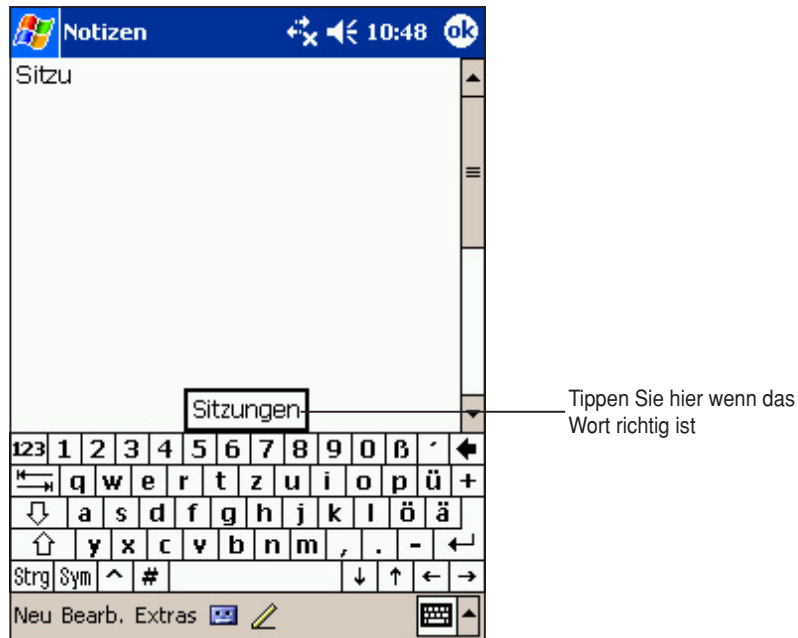 Notizen 10:48 ok
Sitzu
Sitzungen
Tippen Sie hier wenn das
Wort richtig ist
123 1 2 3 4 5 6 7 8 9 0 ß ´
q w e r t z u i o p ü +
a s d f g h j k l ö ä
y x c v b n m , . -
Strg Sym ^ # ↓ ↑ ← →
Neu Bearb. Extras